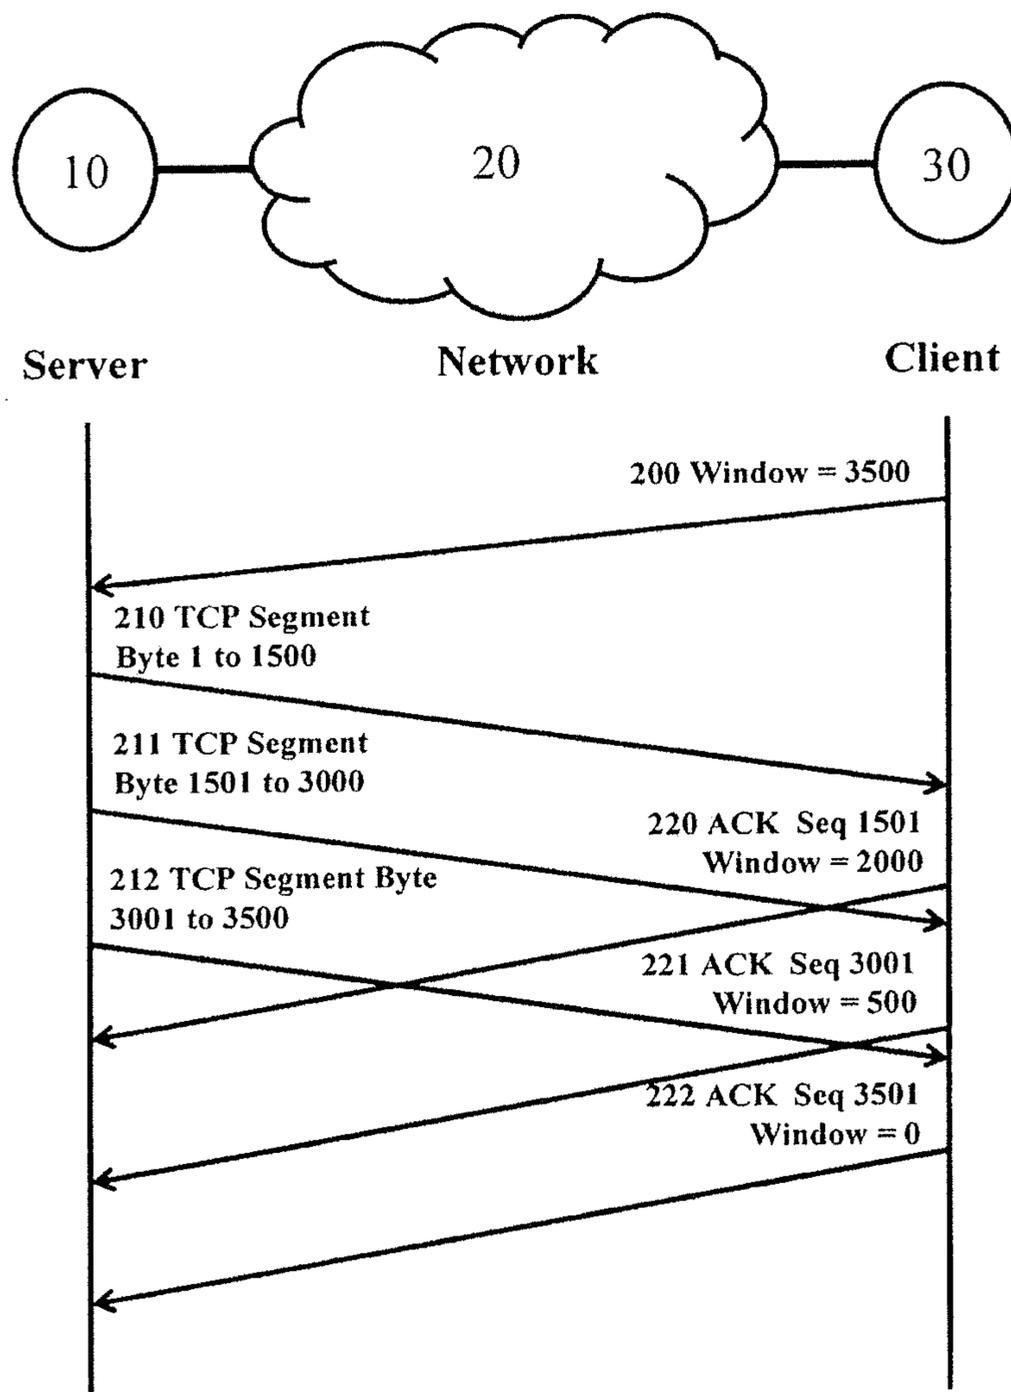 10
20
30
Server
Network
Client
200 Window = 3500
210 TCP Segment
Byte 1 to 1500
211 TCP Segment
Byte 1501 to 3000
220 ACK Seq 1501
Window = 2000
212 TCP Segment Byte
3001 to 3500
221 ACK Seq 3001
Window = 500
222 ACK Seq 3501
Window = 0